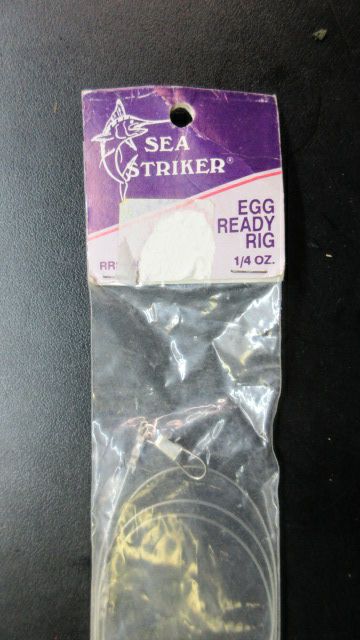 SEA
STRIKER®
EGG
READY
RIG
1/4 OZ.